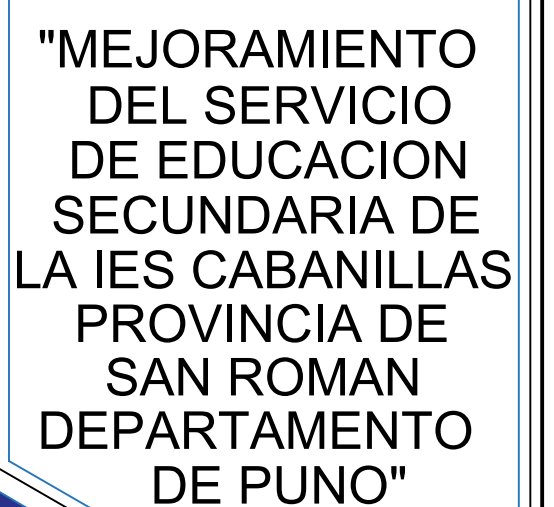 "MEJORAMIENTO
DEL SERVICIO
DE EDUCACION
SECUNDARIA DE
LA IES CABANILLAS
PROVINCIA DE
SAN ROMAN
DEPARTAMENTO
DE PUNO"